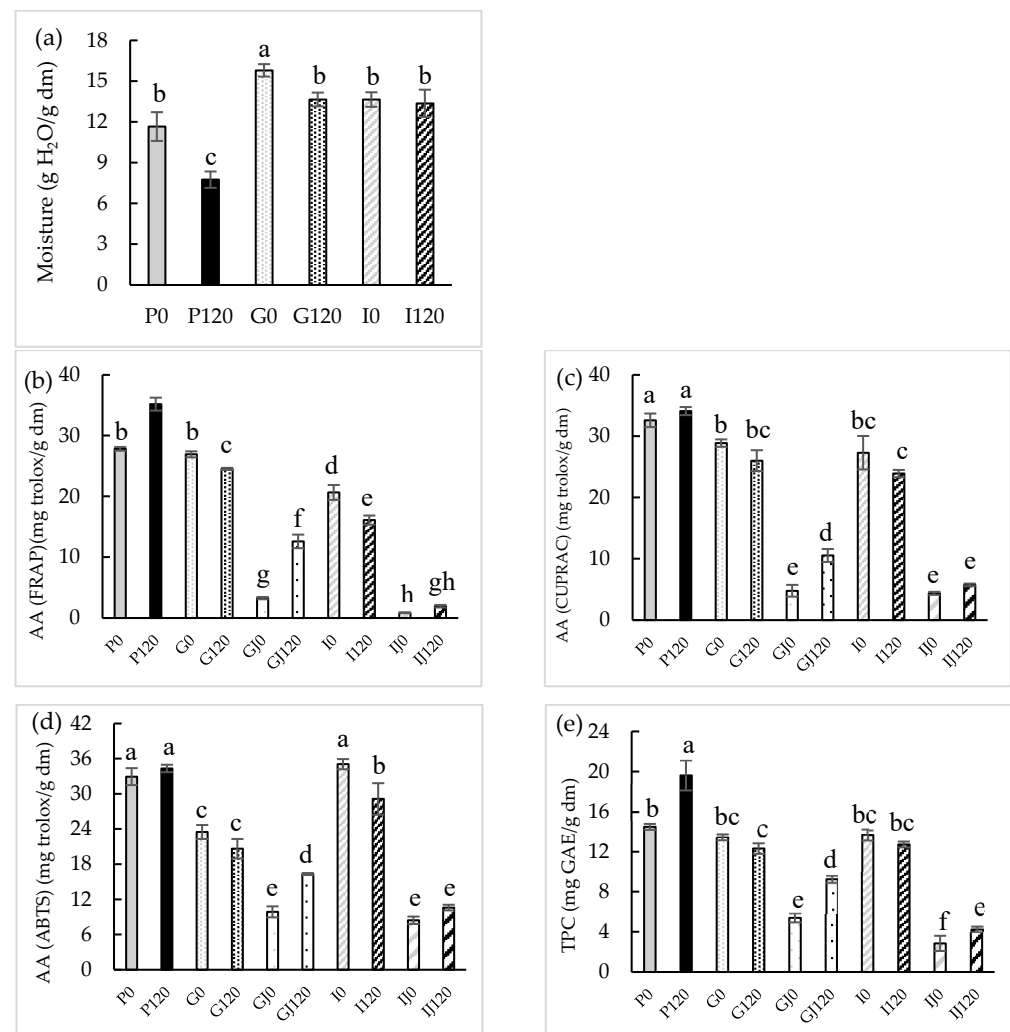 (a)
Moisture (g H₂O/g dm)
18
15
12
9
6
3
0
b
c
a
b
b
b
P0 P120 G0 G120 I0 I120
(b)
AA (FRAP)(mg trolox/g dm)
40
30
20
10
0
b
b
c
g
f
d
e
h
gh
P0 P120 G0 G120 GJ0 GJ120 I0 I120 IJ0 IJ120
(c)
AA (CUPRAC) (mg trolox/g dm)
40
30
20
10
0
a
a
b
bc
e
d
bc
c
e
e
P0 P120 G0 G120 GJ0 GJ120 I0 I120 IJ0 IJ120
(d)
AA (ABTS) (mg trolox/g dm)
42
36
30
24
18
12
6
0
a
a
c
c
e
d
a
b
e
e
P0 P120 G0 G120 GJ0 GJ120 I0 I120 IJ0 IJ120
(e)
TPC (mg GAE/g dm)
24
20
16
12
8
4
0
b
a
bc
c
e
d
bc
bc
f
e
P0 P120 G0 G120 GJ0 GJ120 I0 I120 IJ0 IJ120